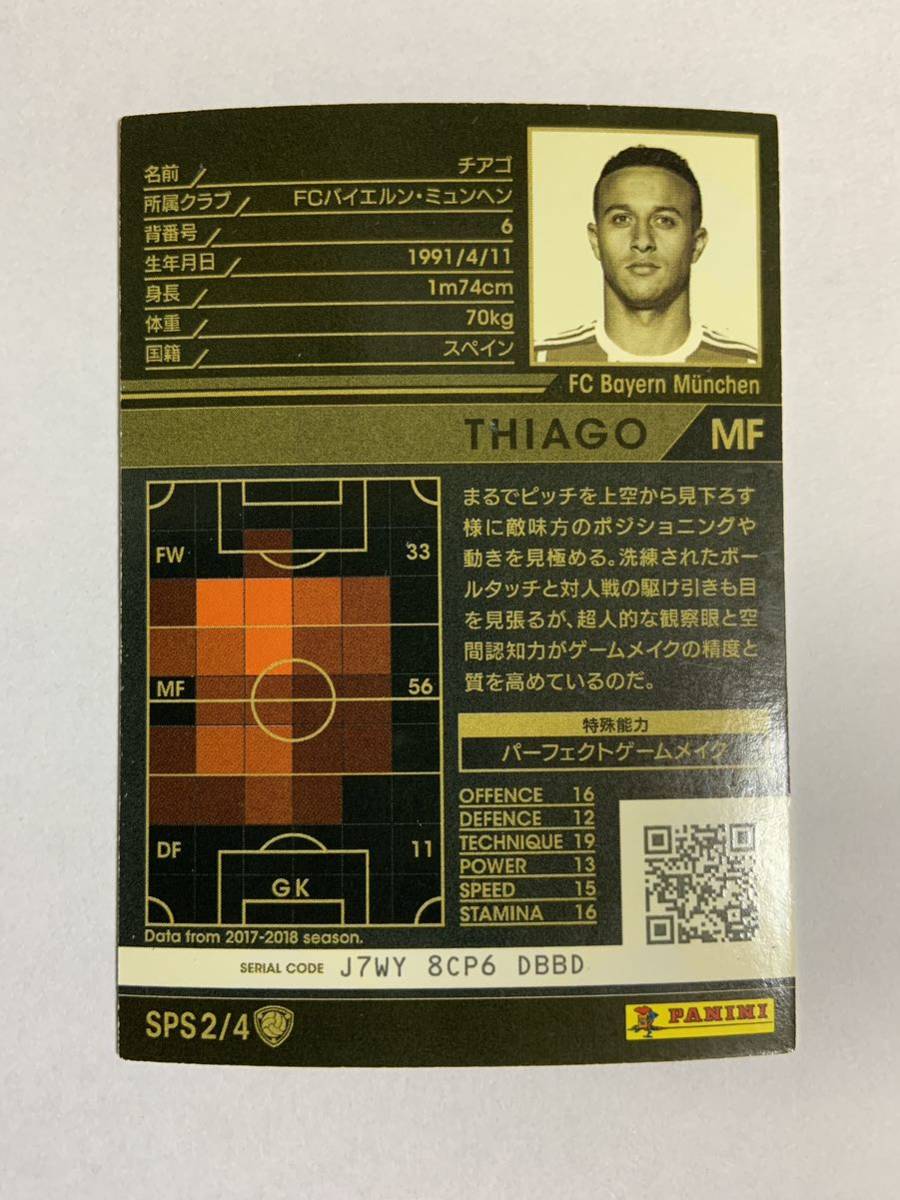 名前 チアゴ
所属クラブ FCバイエルン・ミュンヘン
背番号 6
生年月日 1991/4/11
身長 1m74cm
体重 70kg
国籍 スペイン
FC Bayern München
THIAGO MF
FW 33
MF 56
DF 11
GK
Data from 2017-2018 season.
まるでピッチを上空から見下ろす
様に敵味方のポジショニングや
動きを見極める。洗練されたボー
ルタッチと対人戦の駆け引きも目
を見張るが、超人的な観察眼と空
間認知力がゲームメイクの精度と
質を高めているのだ。
特殊能力
パーフェクトゲームメイク
OFFENCE 16
DEFENCE 12
TECHNIQUE 19
POWER 13
SPEED 15
STAMINA 16
SERIAL CODE J7WY 8CP6 DBBD
SPS2/4
PANINI